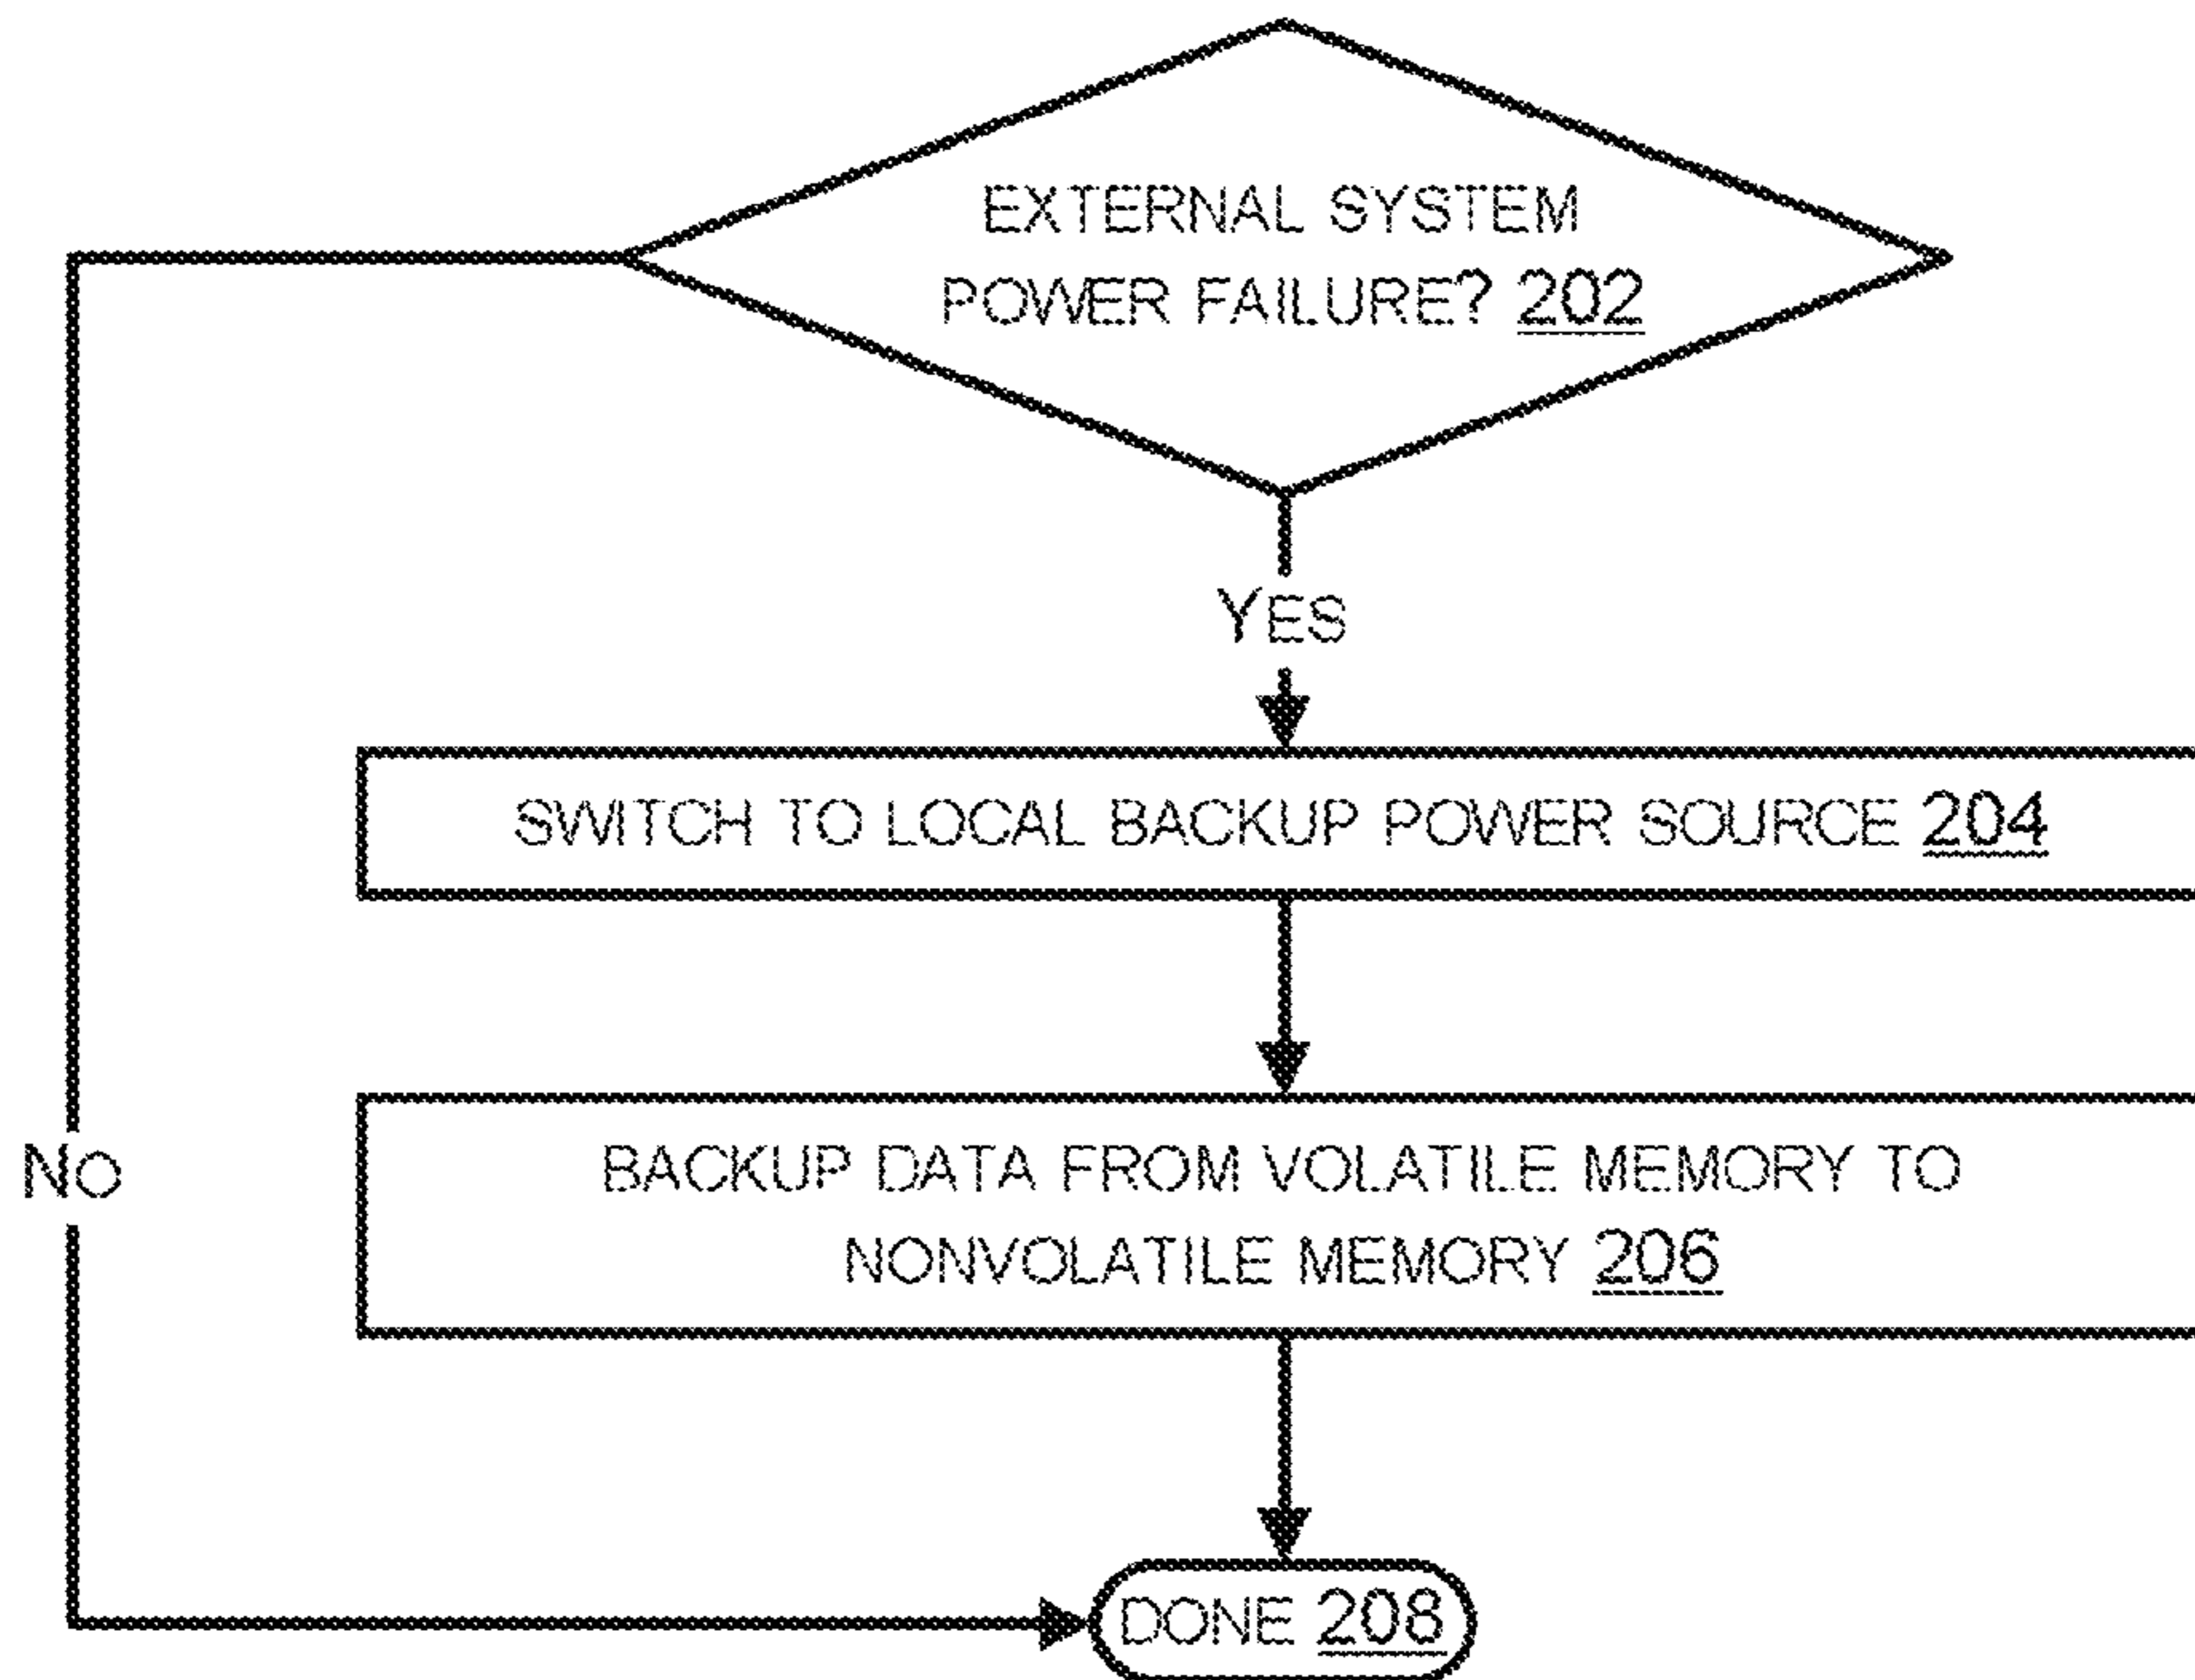 EXTERNAL SYSTEM
POWER FAILURE? 202
YES
SWITCH TO LOCAL BACKUP POWER SOURCE 204
BACKUP DATA FROM VOLATILE MEMORY TO
NONVOLATILE MEMORY 206
NO
DONE 208